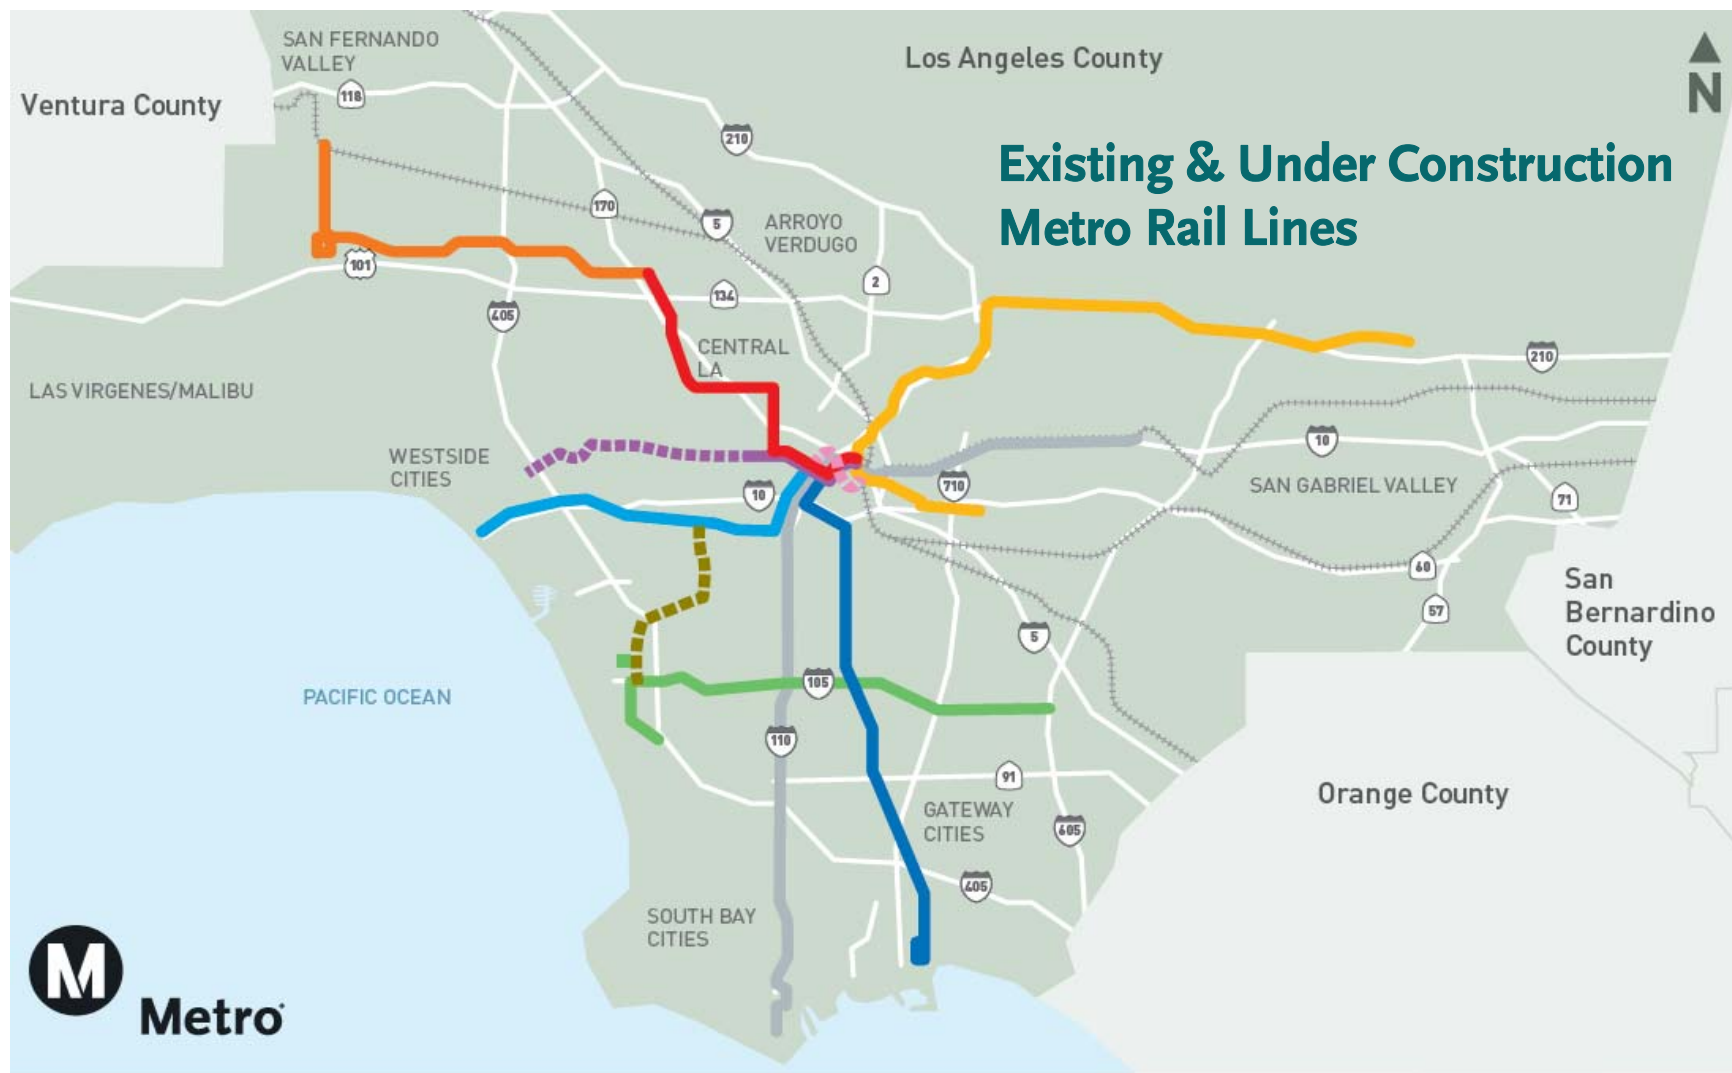 SAN FERNANDO
VALLEY
Los Angeles County
N
Ventura County
118
210
Existing & Under Construction
Metro Rail Lines
170
5
ARROYO
VERDUGO
101
2
134
405
CENTRAL
LA
210
LAS VIRGENES/MALIBU
10
WESTSIDE
CITIES
10
710
SAN GABRIEL VALLEY
71
60
San
Bernardino
County
57
5
105
PACIFIC OCEAN
110
91
Orange County
GATEWAY
CITIES
605
405
SOUTH BAY
CITIES
M
Metro